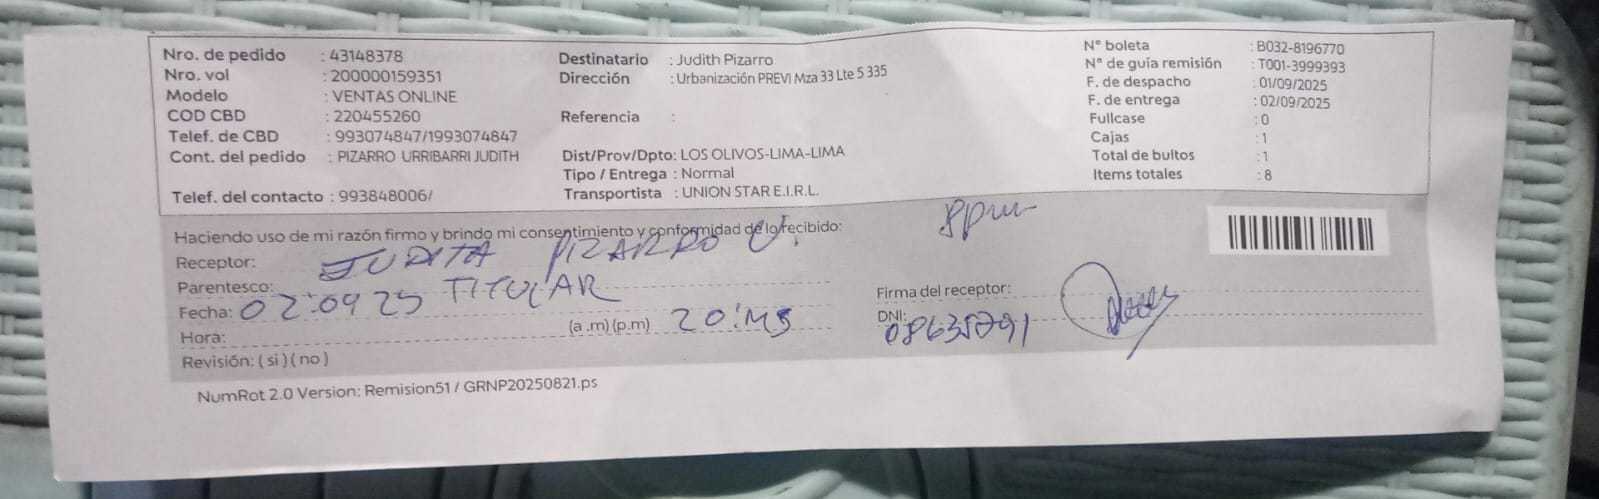 Nro. de pedido : 43148378
Nro. vol : 200000159351
Modelo : VENTAS ONLINE
COD CBD : 220455260
Telef. de CBD : 993074847/1993074847
Cont. del pedido : PIZARRO URRIBARRI JUDITH
Telef. del contacto : 993848006/
Destinatario : Judith Pizarro
Dirección : Urbanización PREVI Mza 33 Lte 5 335
Referencia :
Dist/Prov/Dpto: LOS OLIVOS-LIMA-LIMA
Tipo / Entrega : Normal
Transportista : UNION STAR E.I.R.L.
N° boleta : B032-8196770
N° de guía remisión : T001-3999393
F. de despacho : 01/09/2025
F. de entrega : 02/09/2025
Fullcase : 0
Cajas : 1
Total de bultos : 1
Items totales : 8
Haciendo uso de mi razón firmo y brindo mi consentimiento y conformidad de lo recibido:
Receptor: JUDITA PIZARRO U.
Parentesco: TITULAR
Fecha: 02.09 25
Hora: (a .m) (p.m)
Revisión: ( si ) ( no )
Firma del receptor:
DNI:
NumRot 2.0 Version: Remision51 / GRNP20250821.ps